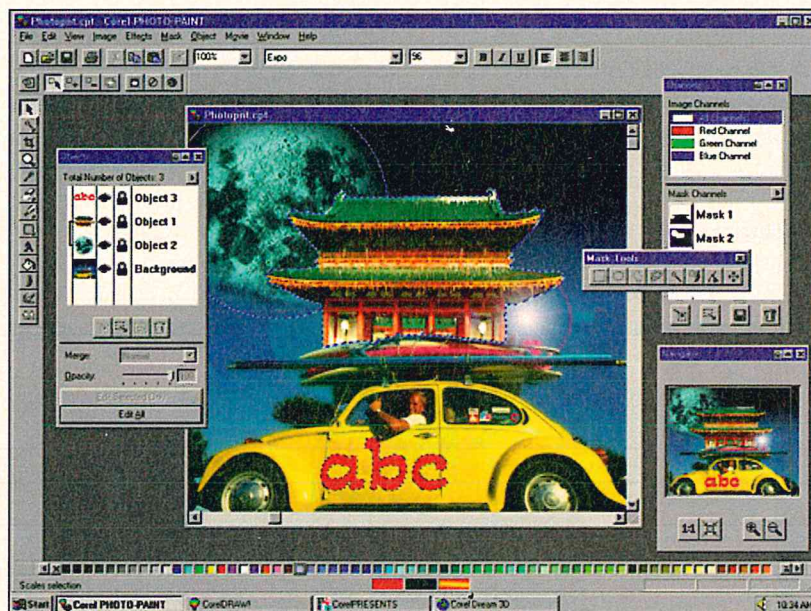 Photopnt.cpt - Corel PHOTO-PAINT
File Edit View Image Effects Mask Object Movie Window Help
100% Expo 96 B I U
Photopnt.cpt
Objects
Total Number of Objects: 3
abc Object 3
Object 1
Object 2
Background
Merge: Normal
Opacity:
Edit Selected Only
Edit All
abc
Channels
Image Channels
All Channels
Red Channel
Green Channel
Blue Channel
Mask Channels
Mask 1
Mask 2
Mask Tools
Navigator
abc
1:1
Scales selection
Start Corel PHOTO-PAINT CorelDRAW! CorelPRESENTS Corel Dream 3D